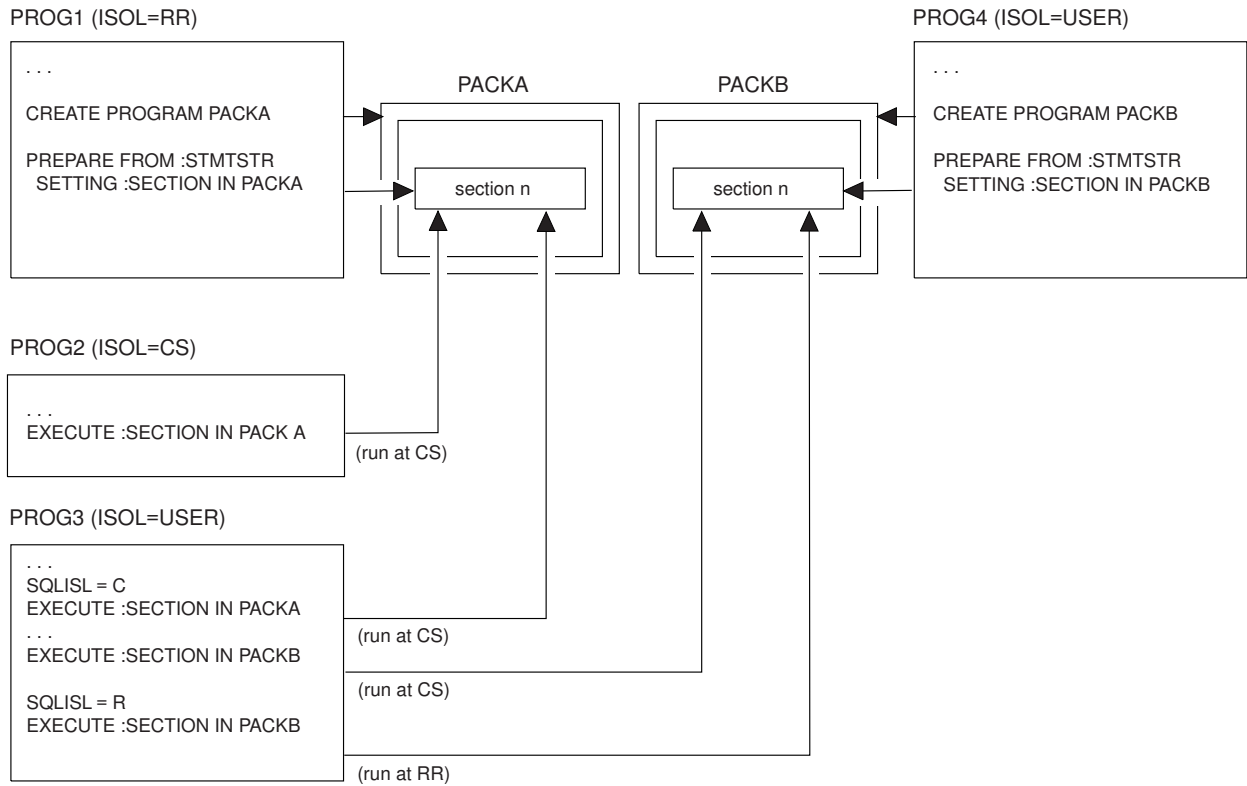 PROG1 (ISOL=RR)
. . .
CREATE PROGRAM PACKA
PREPARE FROM :STMTSTR
SETTING :SECTION IN PACKA
PACKA
section n
PACKB
section n
PROG4 (ISOL=USER)
. . .
CREATE PROGRAM PACKB
PREPARE FROM :STMTSTR
SETTING :SECTION IN PACKB
PROG2 (ISOL=CS)
. . .
EXECUTE :SECTION IN PACK A
(run at CS)
PROG3 (ISOL=USER)
. . .
SQLISL = C
EXECUTE :SECTION IN PACKA
. . .
EXECUTE :SECTION IN PACKB
SQLISL = R
EXECUTE :SECTION IN PACKB
(run at CS)
(run at CS)
(run at RR)